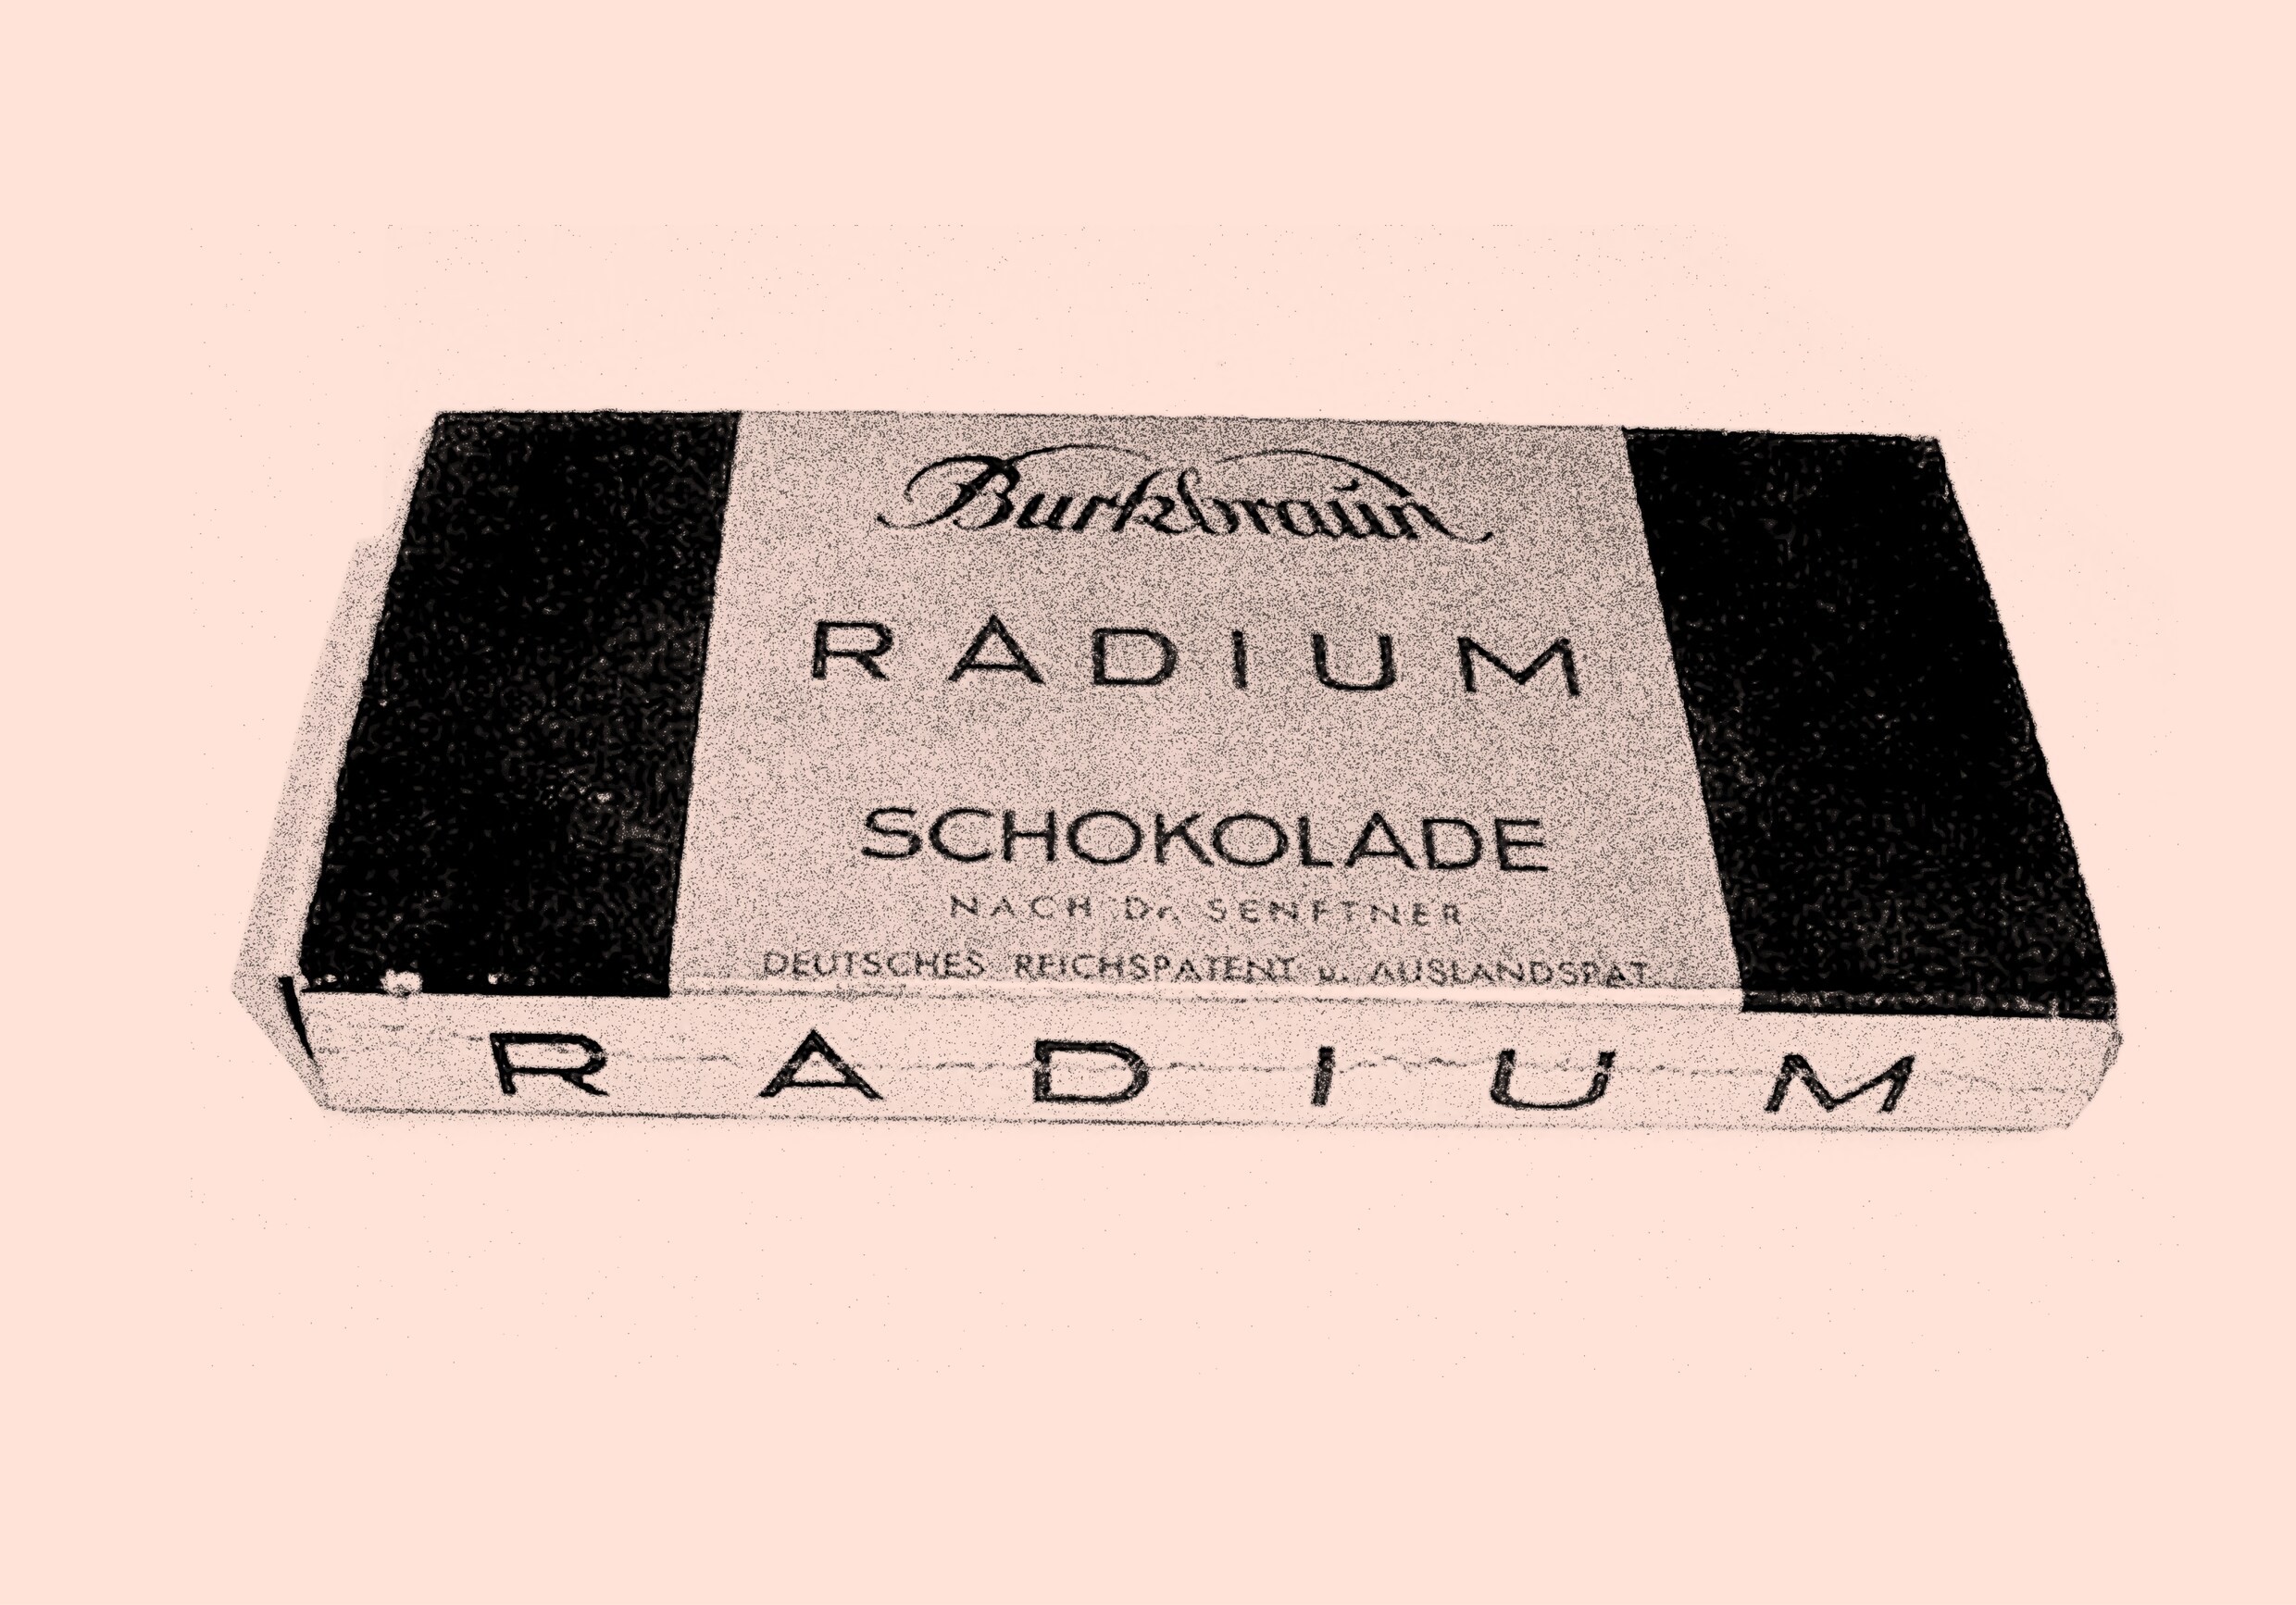 Burkbraun
RADIUM
SCHOKOLADE
NACH Dr. SENFTNER
DEUTSCHES REICHSPATENT u. AUSLANDSPAT.
RADIUM